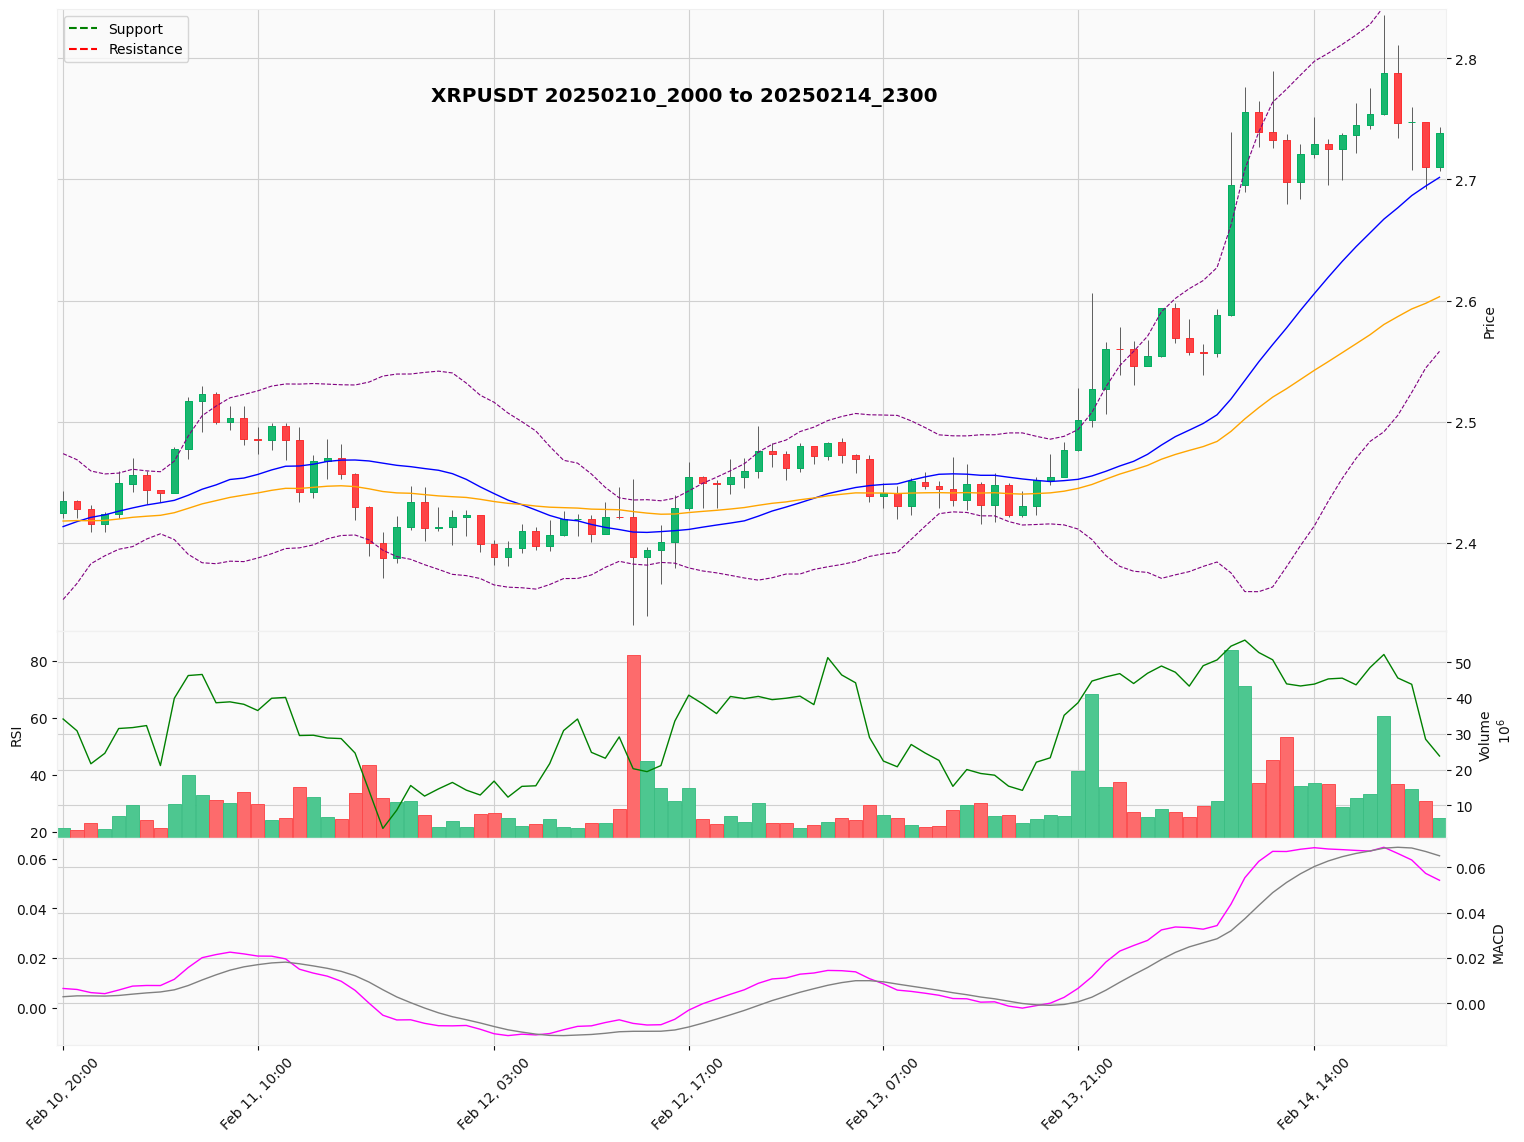 Support
Resistance
XRPUSDT 20250210_2000 to 20250214_2300
2.8
2.7
2.6
2.5
2.4
Price
80
60
40
20
RSI
50
40
30
20
10
Volume
10^6
0.06
0.04
0.02
0.00
0.06
0.04
0.02
0.00
MACD
Feb 10, 20:00
Feb 11, 10:00
Feb 12, 03:00
Feb 12, 17:00
Feb 13, 07:00
Feb 13, 21:00
Feb 14, 14:00